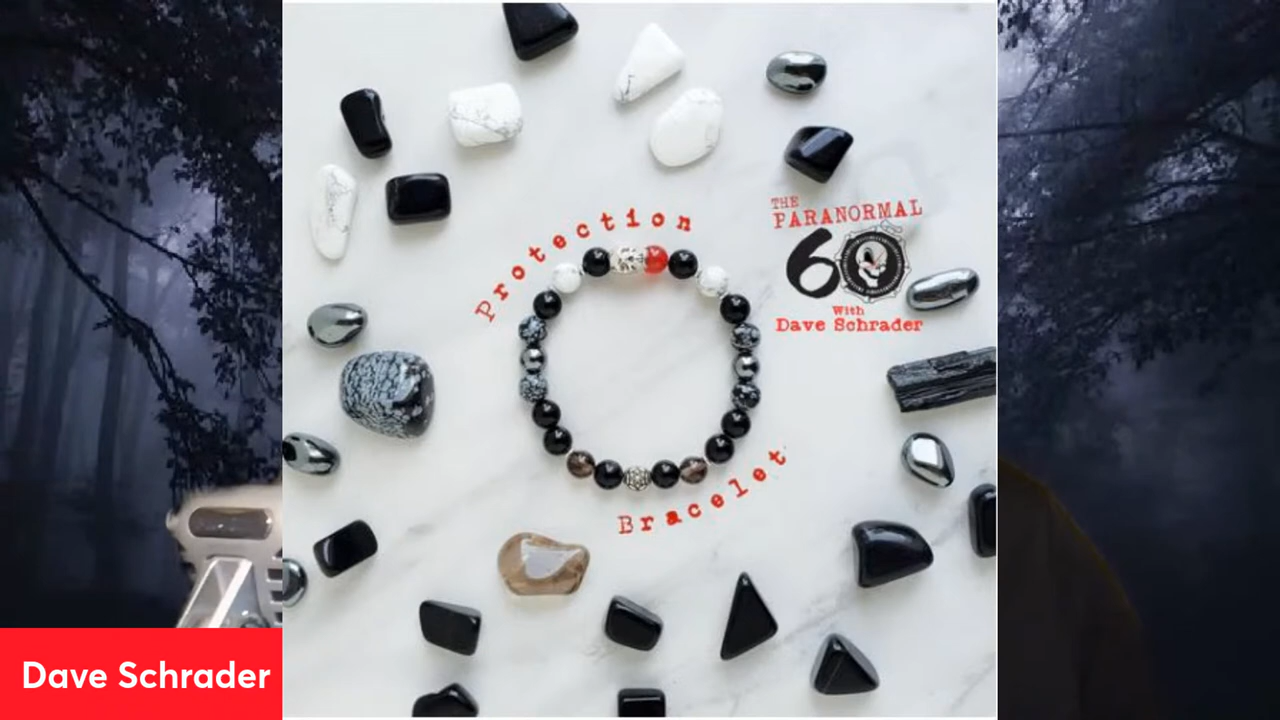 Protection
THE
PARANORMAL
60
With
Dave Schrader
Bracelet
Dave Schrader